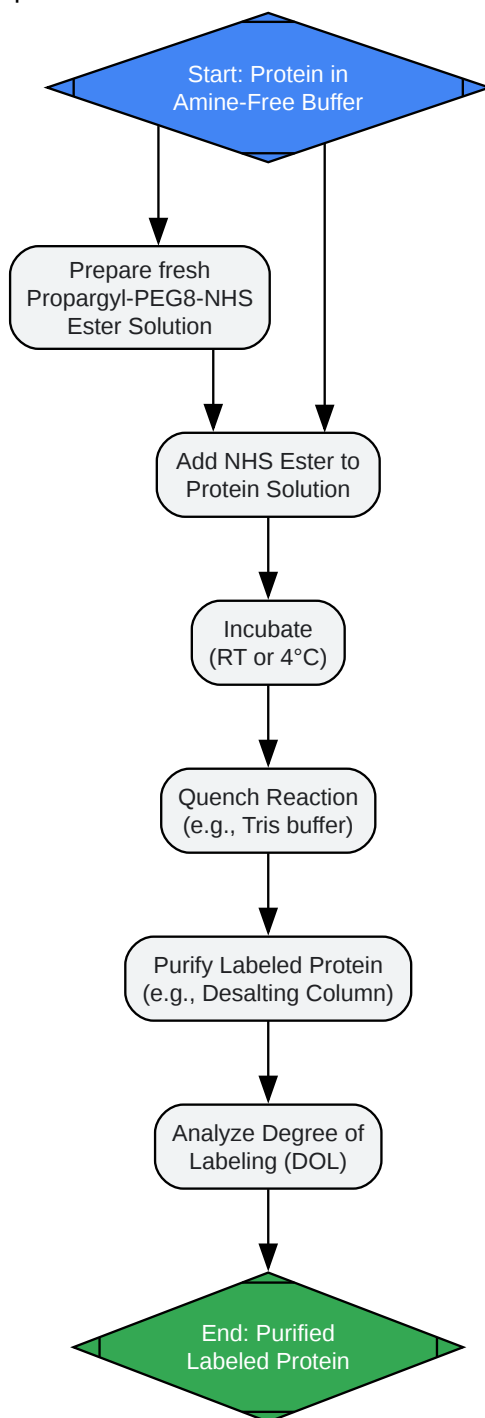 Start: Protein in
Amine-Free Buffer
Prepare fresh
Propargyl-PEG8-NHS
Ester Solution
Add NHS Ester to
Protein Solution
Incubate
(RT or 4°C)
Quench Reaction
(e.g., Tris buffer)
Purify Labeled Protein
(e.g., Desalting Column)
Analyze Degree of
Labeling (DOL)
End: Purified
Labeled Protein